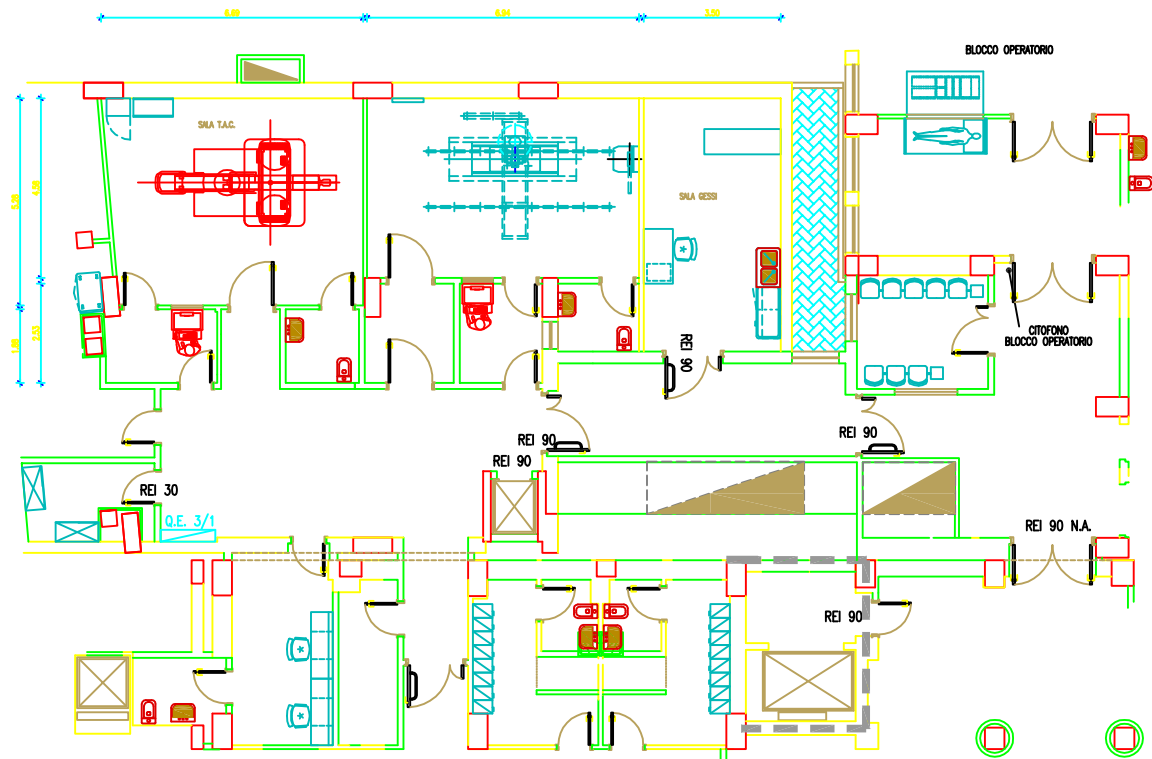 BLOCCO OPERATORIO
SALA T.A.C.
SALA GESSI
CITOFONO
BLOCCO OPERATORIO
REI 90
REI 90
REI 90
REI 90
REI 30
Q.E. 3/1
REI 90 N.A.
REI 90